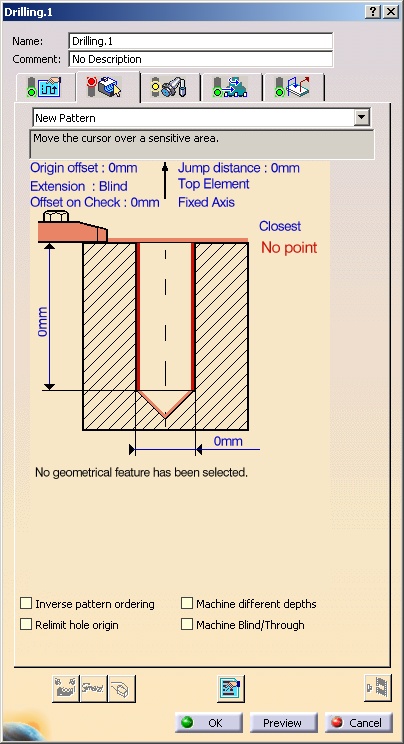 Drilling.1
Name: Drilling.1
Comment: No Description
New Pattern
Move the cursor over a sensitive area.
Origin offset : 0mm Jump distance : 0mm
Extension : Blind Top Element
Offset on Check : 0mm Fixed Axis
Closest
No point
0mm
0mm
No geometrical feature has been selected.
Inverse pattern ordering Machine different depths
Relimit hole origin Machine Blind/Through
OK Preview Cancel